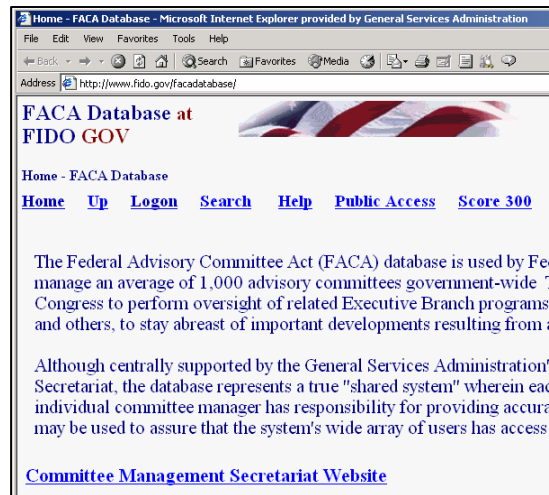 Home - FACA Database - Microsoft Internet Explorer provided by General Services Administration
File Edit View Favorites Tools Help
Back Search Favorites Media
Address http://www.fido.gov/facadatabase/
FACA Database at
FIDO GOV
Home - FACA Database
Home Up Logon Search Help Public Access Score 300
The Federal Advisory Committee Act (FACA) database is used by Fe
manage an average of 1,000 advisory committees government-wide T
Congress to perform oversight of related Executive Branch programs
and others, to stay abreast of important developments resulting from a
Although centrally supported by the General Services Administration'
Secretariat, the database represents a true "shared system" wherein eac
individual committee manager has responsibility for providing accura
may be used to assure that the system's wide array of users has access
Committee Management Secretariat Website